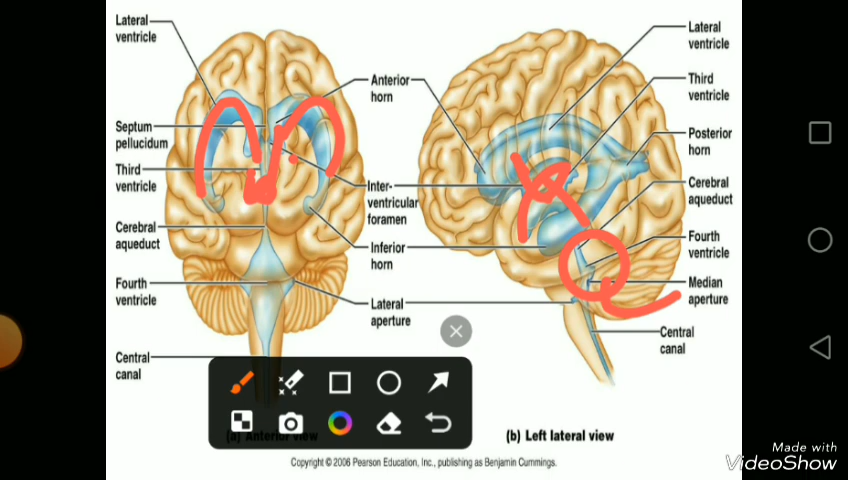 Lateral
ventricle
Septum
pellucidum
Third
ventricle
Cerebral
aqueduct
Fourth
ventricle
Central
canal
Anterior
horn
Inter-
ventricular
foramen
Inferior
horn
Lateral
aperture
(a) Anterior view
Lateral
ventricle
Third
ventricle
Posterior
horn
Cerebral
aqueduct
Fourth
ventricle
Median
aperture
Central
canal
(b) Left lateral view
Copyright © 2006 Pearson Education, Inc., publishing as Benjamin Cummings.
Made with
VideoShow